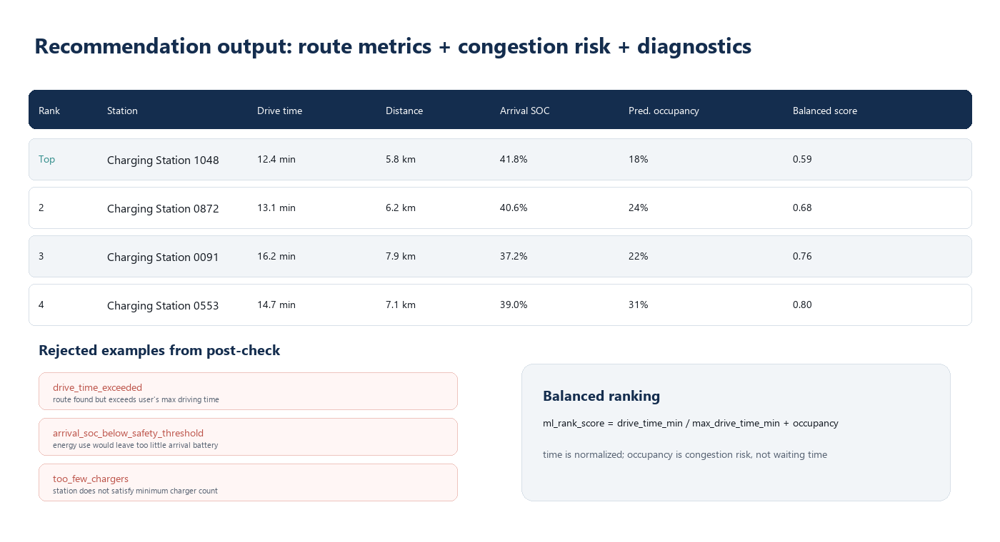 Recommendation output: route metrics + congestion risk + diagnostics
Rank Station Drive time Distance Arrival SOC Pred. occupancy Balanced score
Top Charging Station 1048 12.4 min 5.8 km 41.8% 18% 0.59
2 Charging Station 0872 13.1 min 6.2 km 40.6% 24% 0.68
3 Charging Station 0091 16.2 min 7.9 km 37.2% 22% 0.76
4 Charging Station 0553 14.7 min 7.1 km 39.0% 31% 0.80
Rejected examples from post-check
drive_time_exceeded
route found but exceeds user's max driving time
arrival_soc_below_safety_threshold
energy use would leave too little arrival battery
too_few_chargers
station does not satisfy minimum charger count
Balanced ranking
ml_rank_score = drive_time_min / max_drive_time_min + occupancy
time is normalized; occupancy is congestion risk, not waiting time